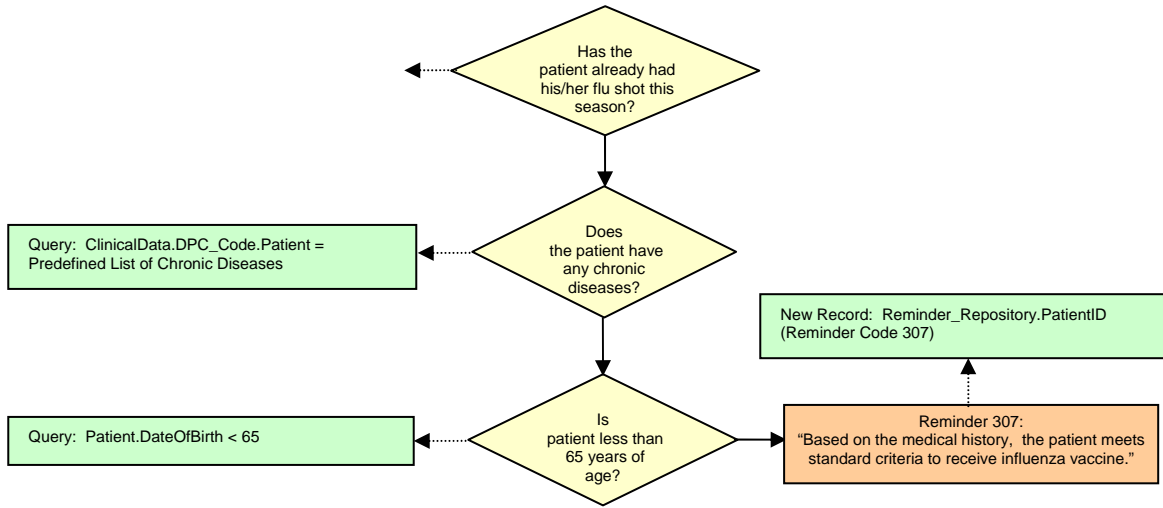 Has the
patient already had
his/her flu shot this
season?
Does
the patient have
any chronic
diseases?
Query:  ClinicalData.DPC_Code.Patient =
Predefined List of Chronic Diseases
New Record:  Reminder_Repository.PatientID
(Reminder Code 307)
Is
patient less than
65 years of
age?
Query:  Patient.DateOfBirth < 65
Reminder 307:
“Based on the medical history,  the patient meets
standard criteria to receive influenza vaccine.”